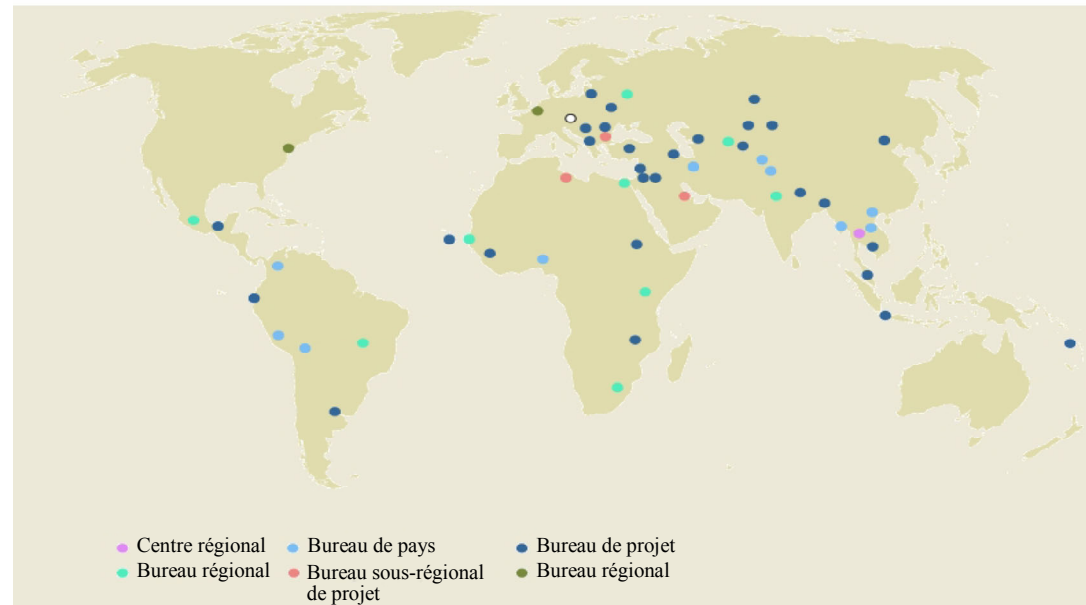 Centre régional
Bureau de pays
Bureau de projet
Bureau régional
Bureau sous-régional
de projet
Bureau régional